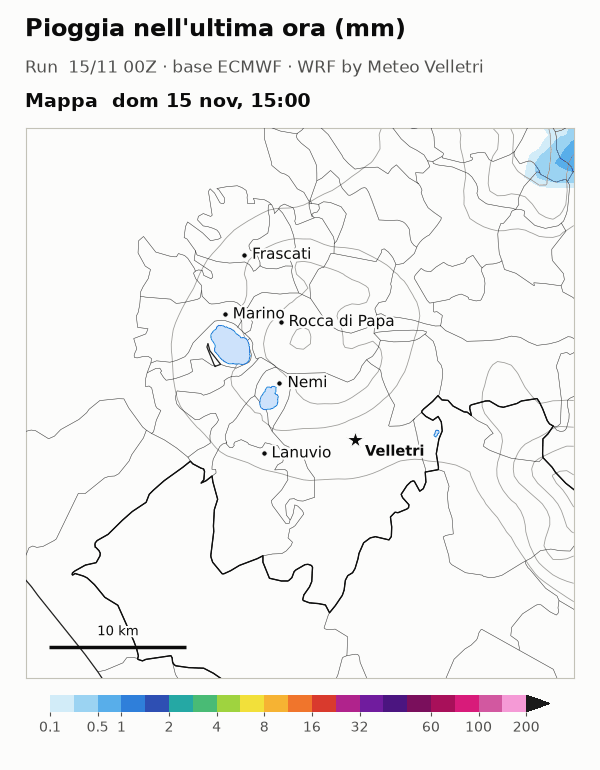 Pioggia nell'ultima ora (mm)
Run  15/11 00Z · base ECMWF · WRF by Meteo Velletri
Mappa  dom 15 nov, 15:00
Frascati
Marino
Rocca di Papa
Nemi
Velletri
Lanuvio
10 km
0.1 0.5 1 2 4 8 16 32 60 100 200